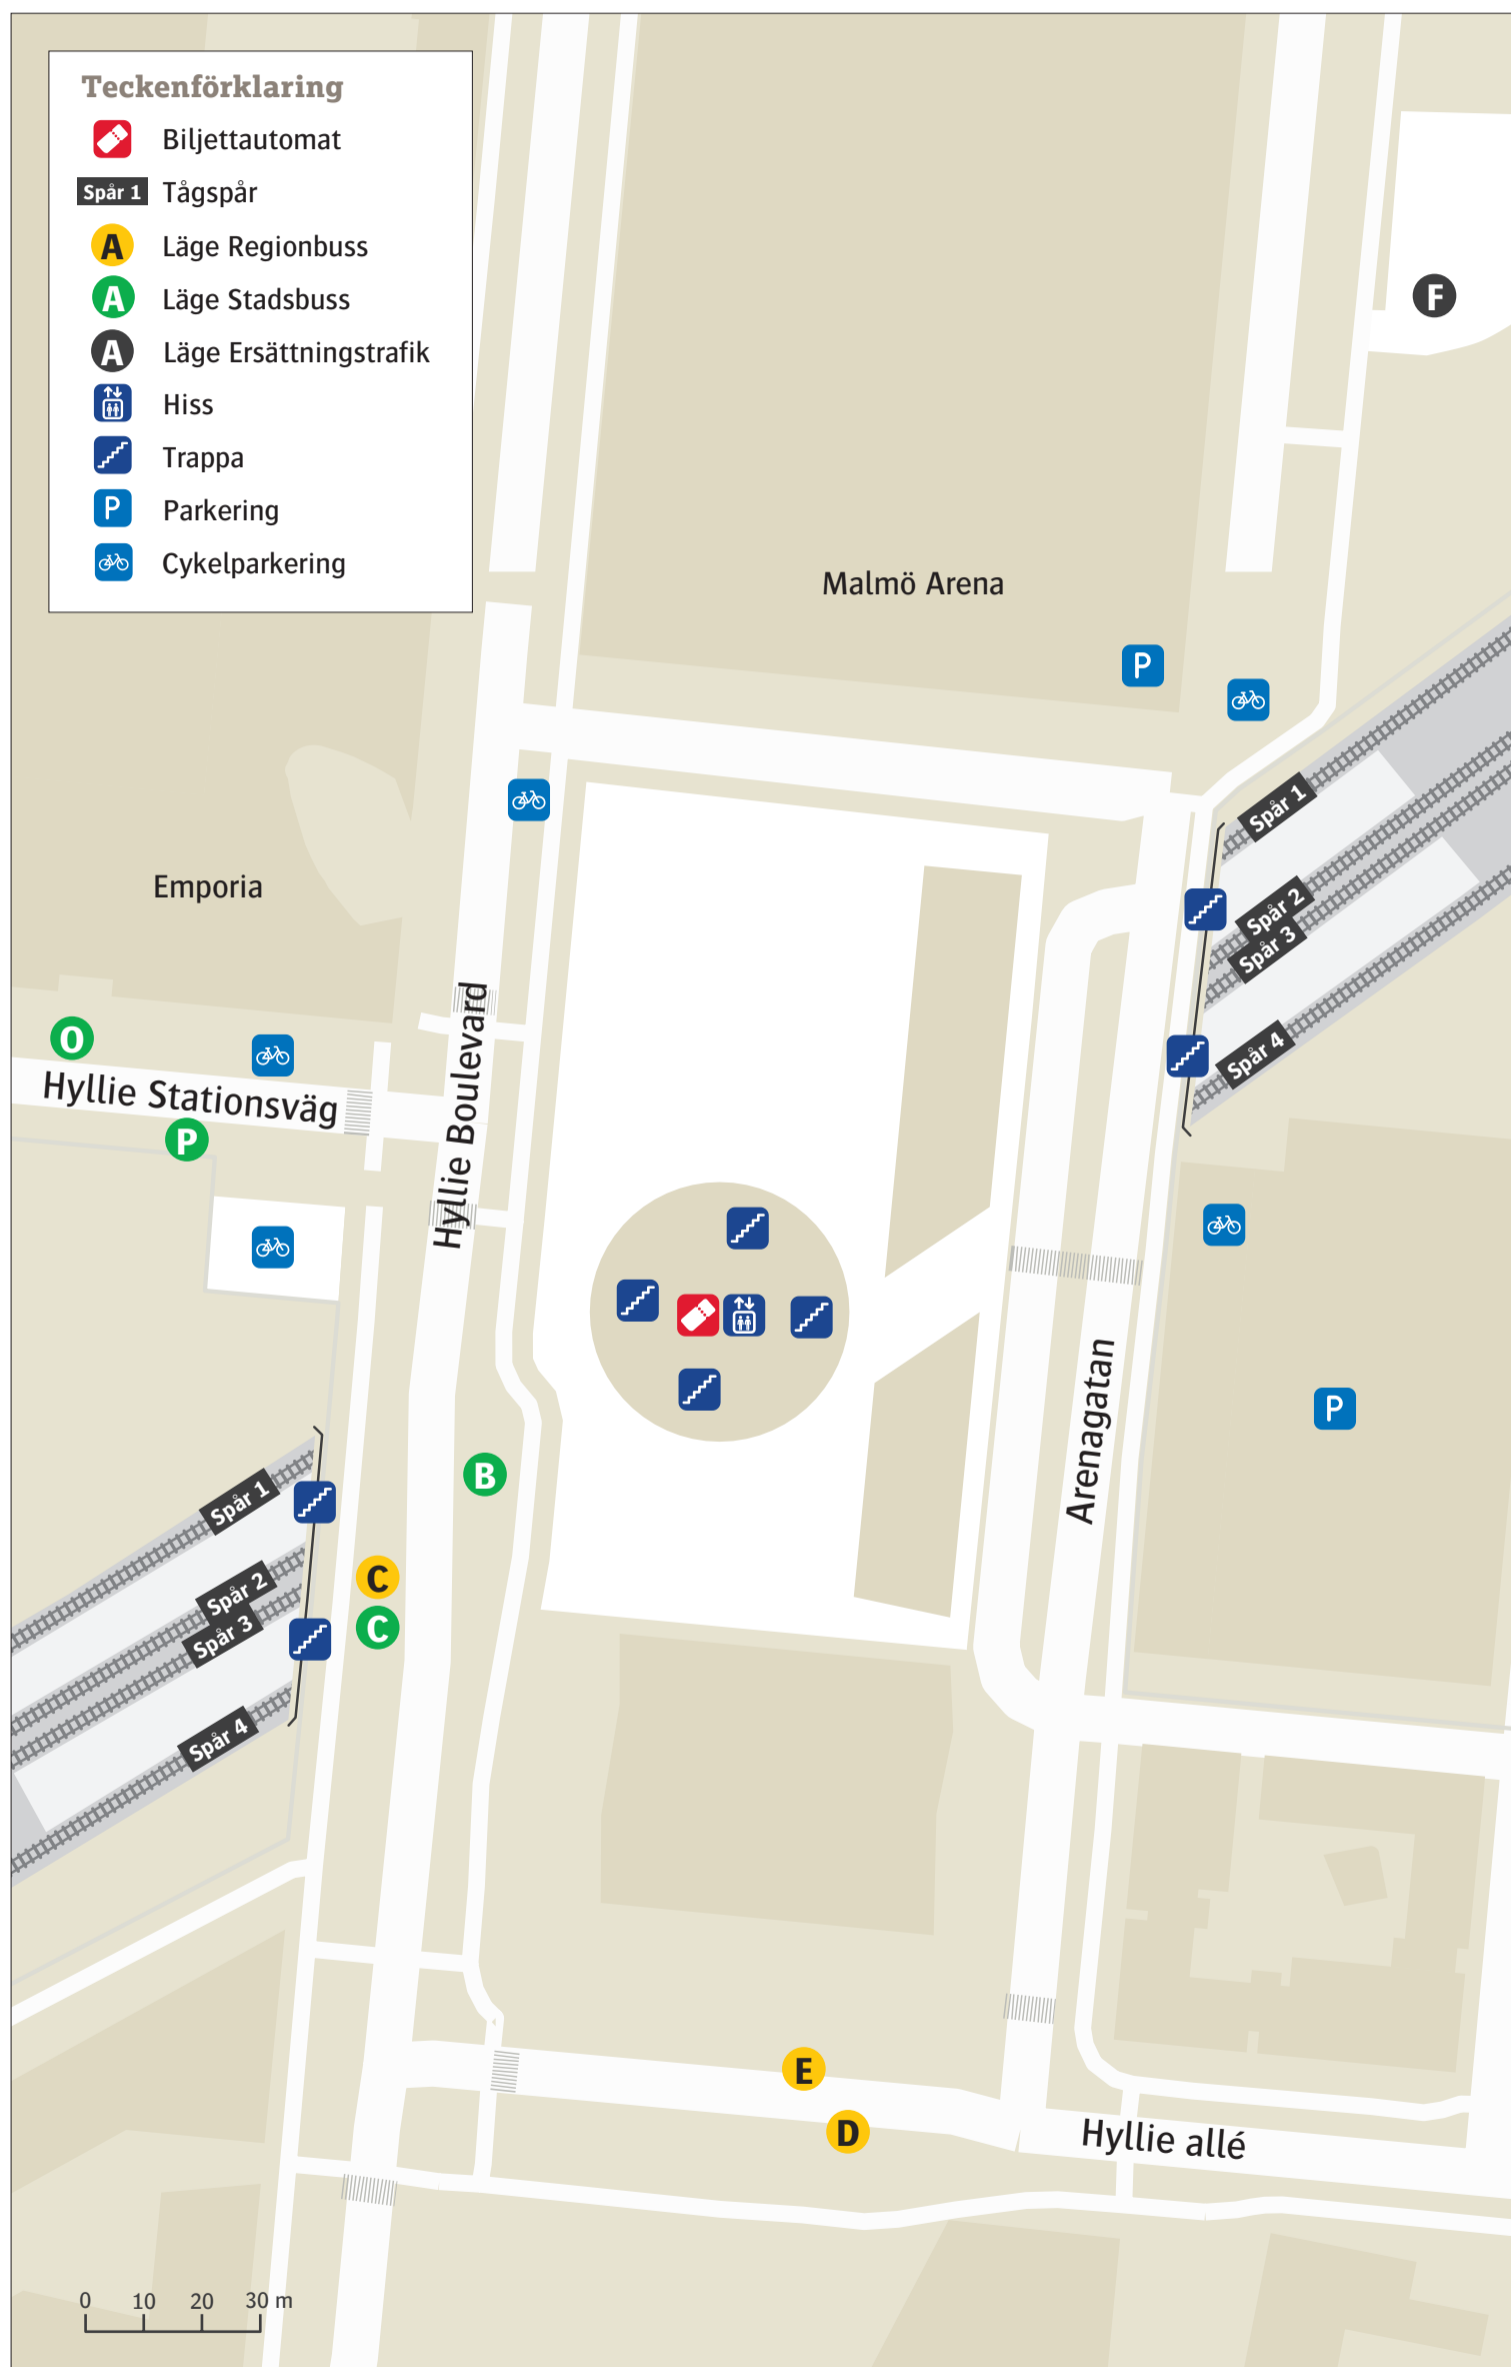 Teckenförklaring
Biljettautomat
Spår 1 Tågspår
A Läge Regionbuss
A Läge Stadsbuss
A Läge Ersättningstrafik
Hiss
Trappa
P Parkering
Cykelparkering
F
Malmö Arena
P
Spår 1
Emporia
Spår 2
Spår 3
O
Spår 4
Hyllie Stationsväg
Hyllie Boulevard
P
P
Arenagatan
B
Spår 1
C
Spår 2
C
Spår 3
Spår 4
E
D
Hyllie allé
0 10 20 30 m